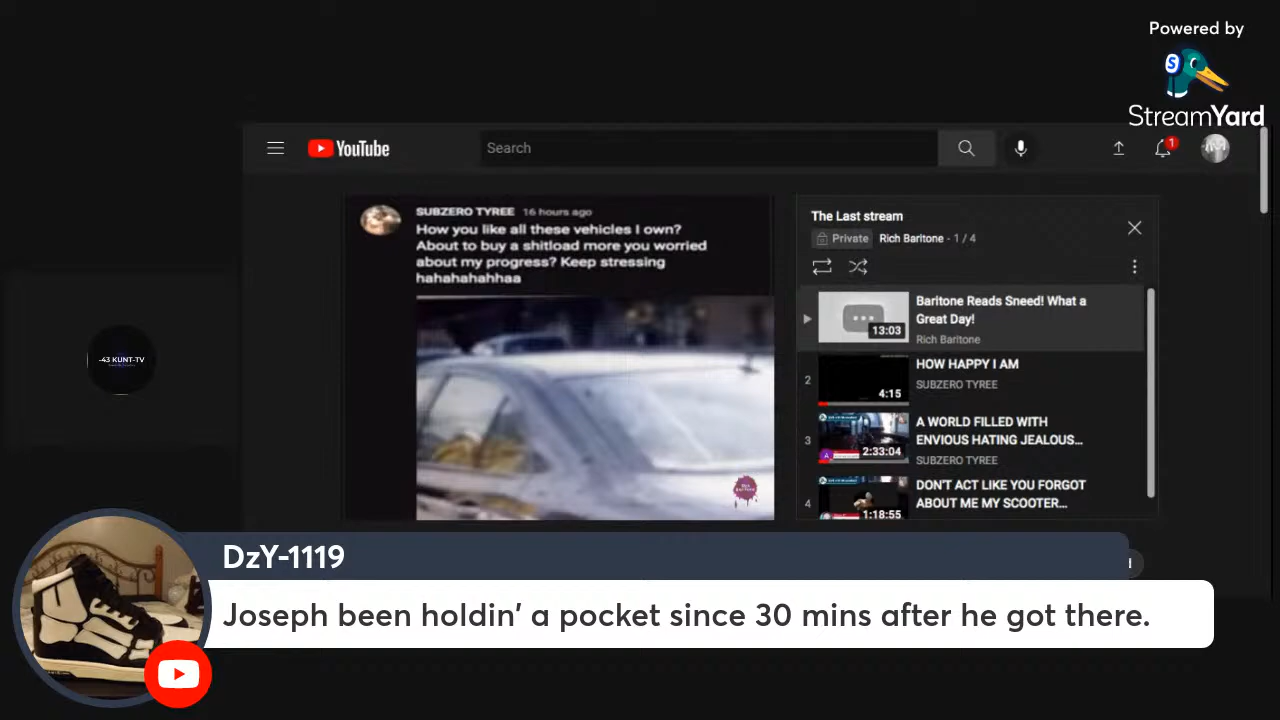 Powered by
StreamYard
YouTube
Search
1
SUBZERO TYREE 16 hours ago
How you like all these vehicles I own?
About to buy a shitload more you worried
about my progress? Keep stressing
hahahahahhaa
The Last stream
Private Rich Baritone - 1 / 4
Baritone Reads Sneed! What a
Great Day!
Rich Baritone
13:03
2
HOW HAPPY I AM
SUBZERO TYREE
4:15
3
A WORLD FILLED WITH
ENVIOUS HATING JEALOUS...
SUBZERO TYREE
2:33:04
4
DON'T ACT LIKE YOU FORGOT
ABOUT ME MY SCOOTER...
1:18:55
-43 KUNT-TV
DzY-1119
Joseph been holdin' a pocket since 30 mins after he got there.